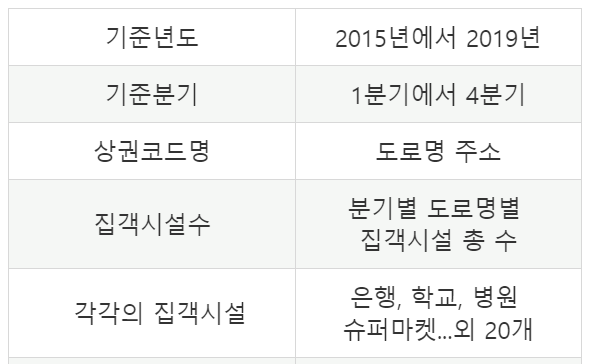 기준년도
2015년에서 2019년
기준분기
1분기에서 4분기
상권코드명
도로명 주소
집객시설수
분기별 도로명별
집객시설 총 수
각각의 집객시설
은행, 학교, 병원
슈퍼마켓...외 20개